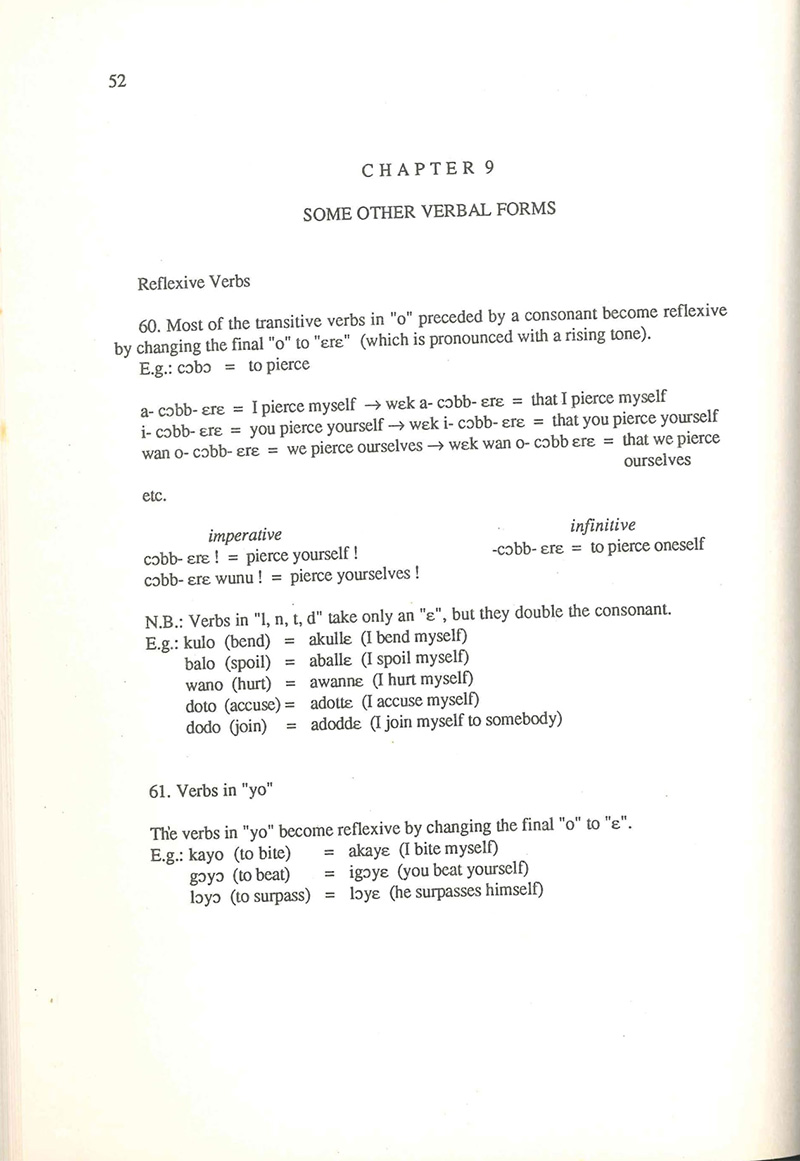 52
C H A P T E R 9
SOME OTHER VERBAL FORMS
Reflexive Verbs
60. Most of the transitive verbs in "o" preceded by a consonant become reflexive
by changing the final "o" to "ɛrɛ" (which is pronounced with a rising tone).
E.g.: cɔbɔ = to pierce
a- cɔbb- ɛrɛ = I pierce myself → wɛk a- cɔbb- ɛrɛ = that I pierce myself
i- cɔbb- ɛrɛ = you pierce yourself → wɛk i- cɔbb- ɛrɛ = that you pierce yourself
wan o- cɔbb- ɛrɛ = we pierce ourselves → wɛk wan o- cɔbb ɛrɛ = that we pierce
ourselves
etc.
imperative infinitive
cɔbb- ɛrɛ ! = pierce yourself ! -cɔbb- ɛrɛ = to pierce oneself
cɔbb- ɛrɛ wunu ! = pierce yourselves !
N.B.: Verbs in "l, n, t, d" take only an "ɛ", but they double the consonant.
E.g.: kulo (bend) = akullɛ (I bend myself)
balo (spoil) = aballɛ (I spoil myself)
wano (hurt) = awannɛ (I hurt myself)
doto (accuse) = adottɛ (I accuse myself)
dodo (join) = adoddɛ (I join myself to somebody)
61. Verbs in "yo"
The verbs in "yo" become reflexive by changing the final "o" to "ɛ".
E.g.: kayo (to bite) = akayɛ (I bite myself)
gɔyɔ (to beat) = igɔyɛ (you beat yourself)
lɔyɔ (to surpass) = lɔyɛ (he surpasses himself)